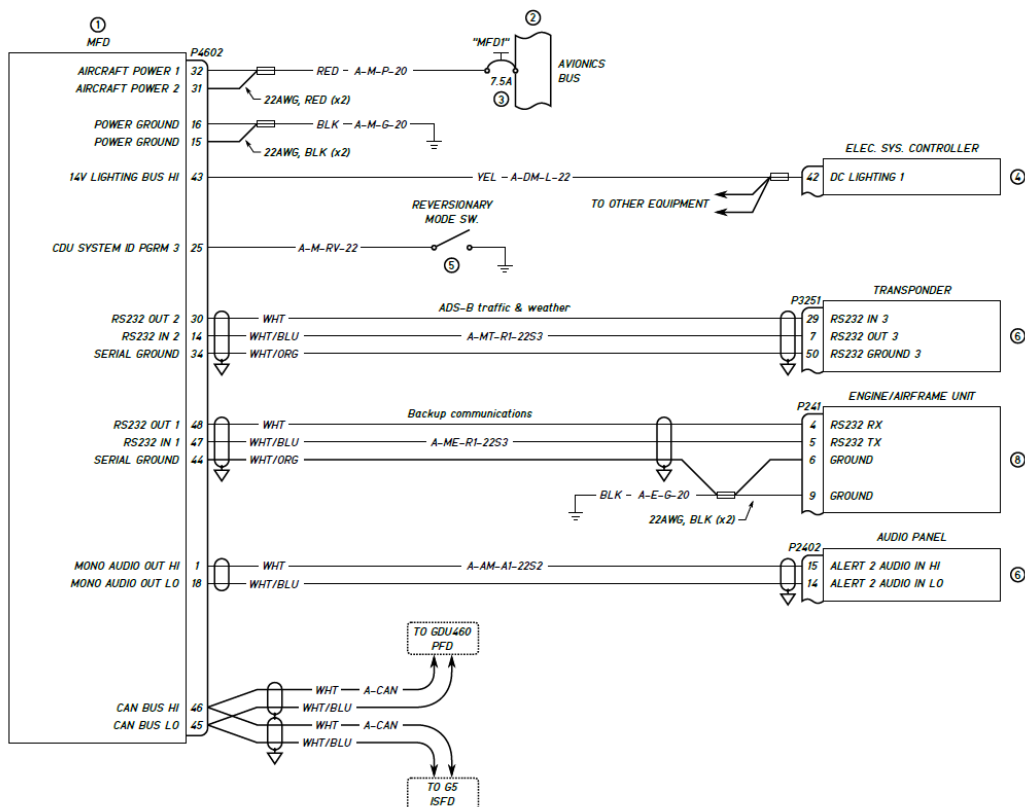 ①
MFD
P4602
②
"MFD1"
AVIONICS
BUS
7.5A
③
AIRCRAFT POWER 1 32 RED - A-M-P-20
AIRCRAFT POWER 2 31
22AWG, RED (x2)
POWER GROUND 16 BLK - A-M-G-20
POWER GROUND 15
22AWG, BLK (x2)
ELEC. SYS. CONTROLLER
14V LIGHTING BUS HI 43 YEL - A-DM-L-22 42 DC LIGHTING 1 ④
TO OTHER EQUIPMENT
REVERSIONARY
MODE SW.
CDU SYSTEM ID PGRM 3 25 A-M-RV-22
⑤
TRANSPONDER
P3251
ADS-B traffic & weather
RS232 OUT 2 30 WHT 29 RS232 IN 3
RS232 IN 2 14 WHT/BLU A-MT-R1-22S3 7 RS232 OUT 3 ⑥
SERIAL GROUND 34 WHT/ORG 50 RS232 GROUND 3
ENGINE/AIRFRAME UNIT
P241
Backup communications
RS232 OUT 1 48 WHT 4 RS232 RX
RS232 IN 1 47 WHT/BLU A-ME-R1-22S3 5 RS232 TX
SERIAL GROUND 44 WHT/ORG 6 GROUND ⑧
BLK - A-E-G-20 9 GROUND
22AWG, BLK (x2)
AUDIO PANEL
P2402
MONO AUDIO OUT HI 1 WHT A-AM-A1-22S2 15 ALERT 2 AUDIO IN HI
MONO AUDIO OUT LO 18 WHT/BLU 14 ALERT 2 AUDIO IN LO ⑥
TO GDU460
PFD
WHT A-CAN
CAN BUS HI 46 WHT/BLU
CAN BUS LO 45 WHT A-CAN
WHT/BLU
TO G5
ISFD